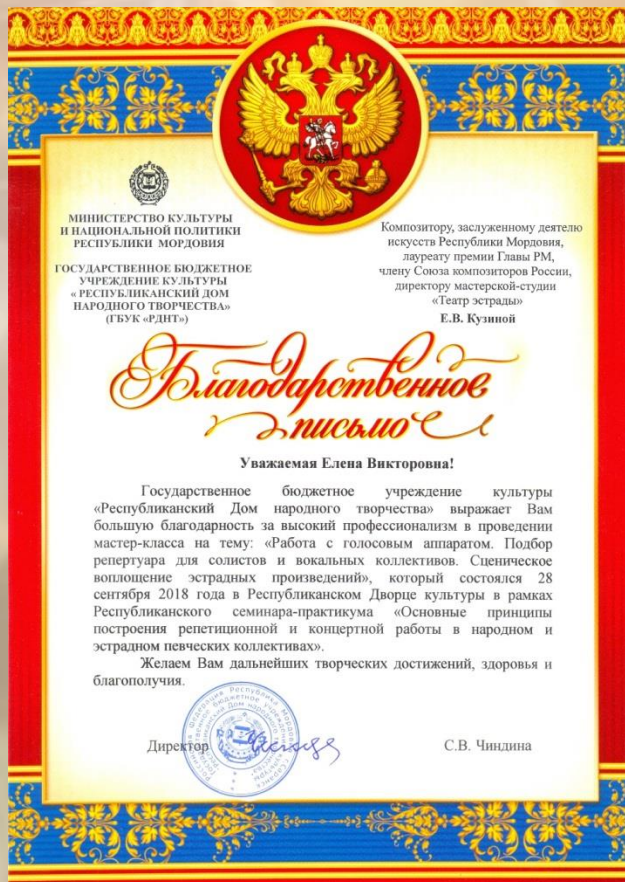 МИНИСТЕРСТВО КУЛЬТУРЫ
И НАЦИОНАЛЬНОЙ ПОЛИТИКИ
РЕСПУБЛИКИ МОРДОВИЯ
ГОСУДАРСТВЕННОЕ БЮДЖЕТНОЕ
УЧРЕЖДЕНИЕ КУЛЬТУРЫ
« РЕСПУБЛИКАНСКИЙ ДОМ
НАРОДНОГО ТВОРЧЕСТВА»
(ГБУК «РДНТ»)
Композитору, заслуженному деятелю
искусств Республики Мордовия,
лауреату премии Главы РМ,
члену Союза композиторов России,
директору мастерской-студии
«Театр эстрады»
Е.В. Кузиной
Благодарственное
письмо
Уважаемая Елена Викторовна!
Государственное бюджетное учреждение культуры
«Республиканский Дом народного творчества» выражает Вам
большую благодарность за высокий профессионализм в проведении
мастер-класса на тему: «Работа с голосовым аппаратом. Подбор
репертуара для солистов и вокальных коллективов. Сценическое
воплощение эстрадных произведений», который состоялся 28
сентября 2018 года в Республиканском Дворце культуры в рамках
Республиканского семинара-практикума «Основные принципы
построения репетиционной и концертной работы в народном и
эстрадном певческих коллективах».
Желаем Вам дальнейших творческих достижений, здоровья и
благополучия.
Директор
С.В. Чиндина